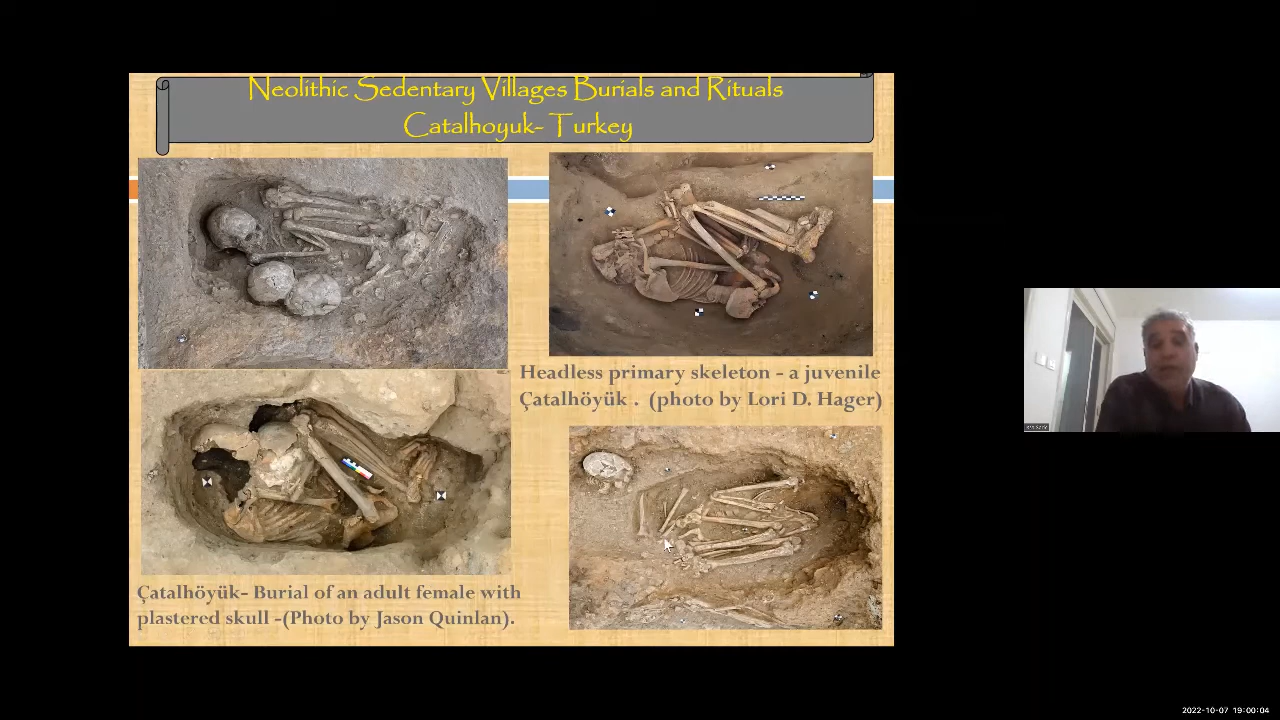 Neolithic Sedentary Villages Burials and Rituals
Catalhoyuk- Turkey
Headless primary skeleton - a juvenile
Çatalhöyük . (photo by Lori D. Hager)
Çatalhöyük- Burial of an adult female with
plastered skull -(Photo by Jason Quinlan).
2022-10-07 19:00:04